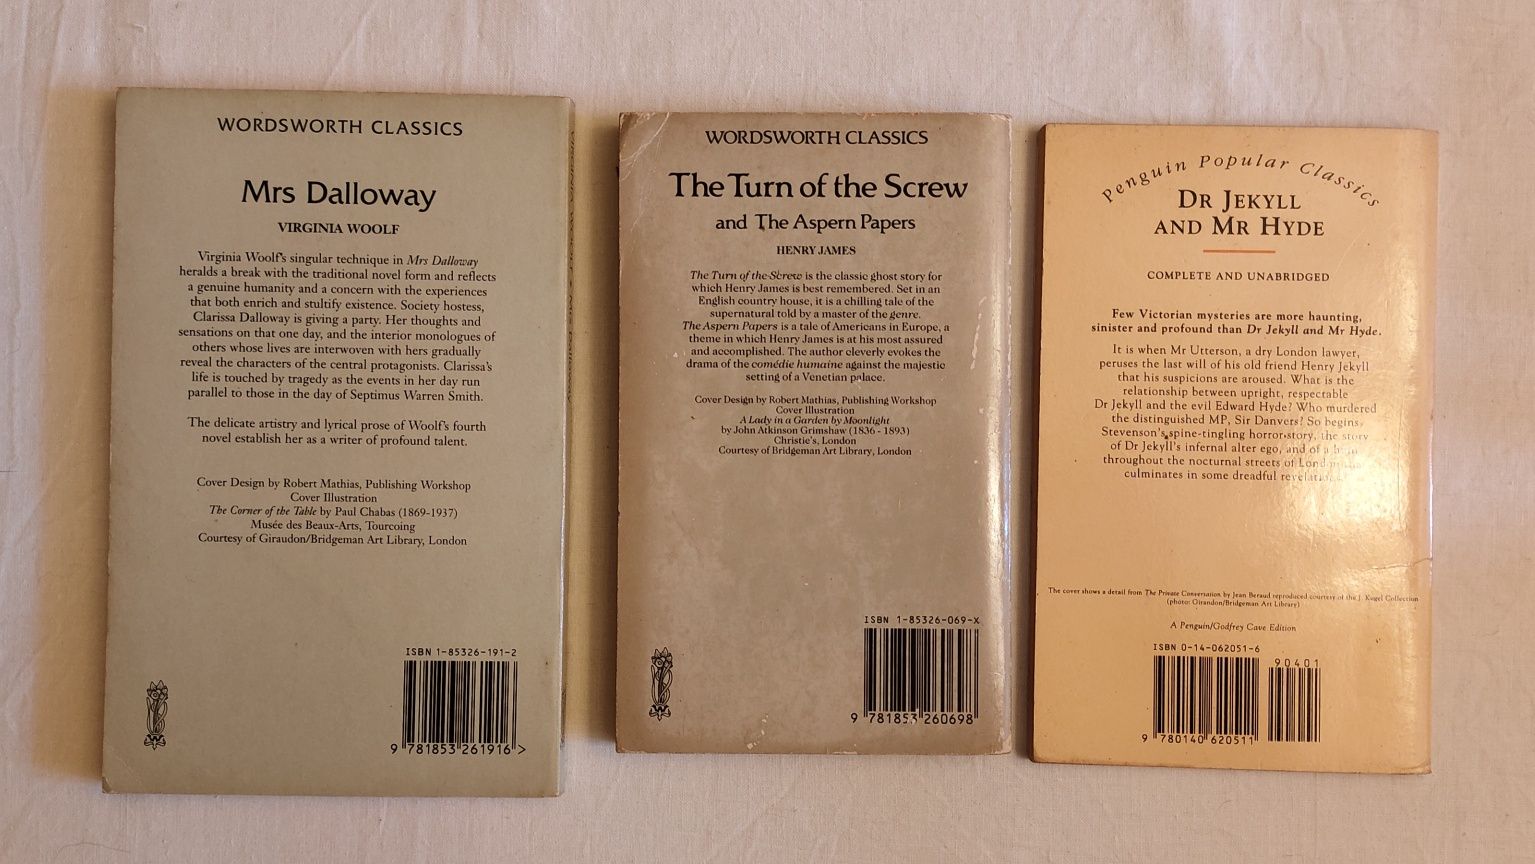 WORDSWORTH CLASSICS
Mrs Dalloway
VIRGINIA WOOLF
Virginia Woolf's singular technique in Mrs Dalloway
heralds a break with the traditional novel form and reflects
a genuine humanity and a concern with the experiences
that both enrich and stultify existence. Society hostess,
Clarissa Dalloway is giving a party. Her thoughts and
sensations on that one day, and the interior monologues of
others whose lives are interwoven with hers gradually
reveal the characters of the central protagonists. Clarissa's
life is touched by tragedy as the events in her day run
parallel to those in the day of Septimus Warren Smith.
The delicate artistry and lyrical prose of Woolf's fourth
novel establish her as a writer of profound talent.
Cover Design by Robert Mathias, Publishing Workshop
Cover Illustration
The Corner of the Table by Paul Chabas (1869-1937)
Musée des Beaux-Arts, Tourcoing
Courtesy of Giraudon/Bridgeman Art Library, London
ISBN 1-85326-191-2
9 781853 261916 >
WORDSWORTH CLASSICS
The Turn of the Screw
and The Aspern Papers
HENRY JAMES
The Turn of the Screw is the classic ghost story for
which Henry James is best remembered. Set in an
English country house, it is a chilling tale of the
supernatural told by a master of the genre.
The Aspern Papers is a tale of Americans in Europe, a
theme in which Henry James is at his most assured
and accomplished. The author cleverly evokes the
drama of the comédie humaine against the majestic
setting of a Venetian palace.
Cover Design by Robert Mathias, Publishing Workshop
Cover Illustration
A Lady in a Garden by Moonlight
by John Atkinson Grimshaw (1836 - 1893)
Christie's, London
Courtesy of Bridgeman Art Library, London
ISBN 1-85326-069-X
9 781853 260698
Penguin Popular Classics
DR JEKYLL
AND MR HYDE
COMPLETE AND UNABRIDGED
Few Victorian mysteries are more haunting,
sinister and profound than Dr Jekyll and Mr Hyde.
It is when Mr Utterson, a dry London lawyer,
peruses the last will of his old friend Henry Jekyll
that his suspicions are aroused. What is the
relationship between upright, respectable
Dr Jekyll and the evil Edward Hyde? Who murdered
the distinguished MP, Sir Danvers? So begins
Stevenson's spine-tingling horror story, the story
of Dr Jekyll's infernal alter ego, and of a
throughout the nocturnal streets of
culminates in some dreadful
The cover shows a detail from The Private Conversation by Jean Beraud reproduced courtesy of the J. Kugel Collection
(photo: Giraudon/Bridgeman Art Library)
A Penguin/Godfrey Cave Edition
ISBN 0-14-062051-6
90401
9 780140 620511